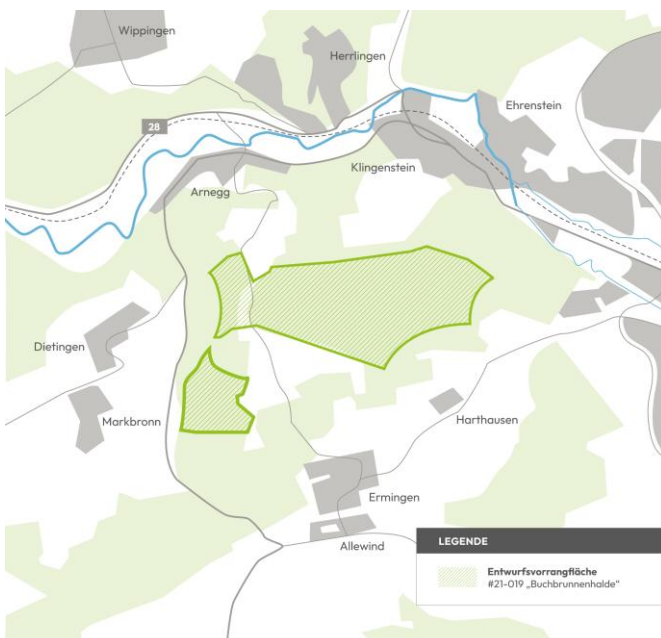 Wippingen
Herrlingen
28
Ehrenstein
Klingenstein
Arnegg
Dietingen
Markbronn
Harthausen
Ermingen
Allewind
LEGENDE
Entwurfsvorrangfläche
#21-019 „Buchbrunnenhalde"